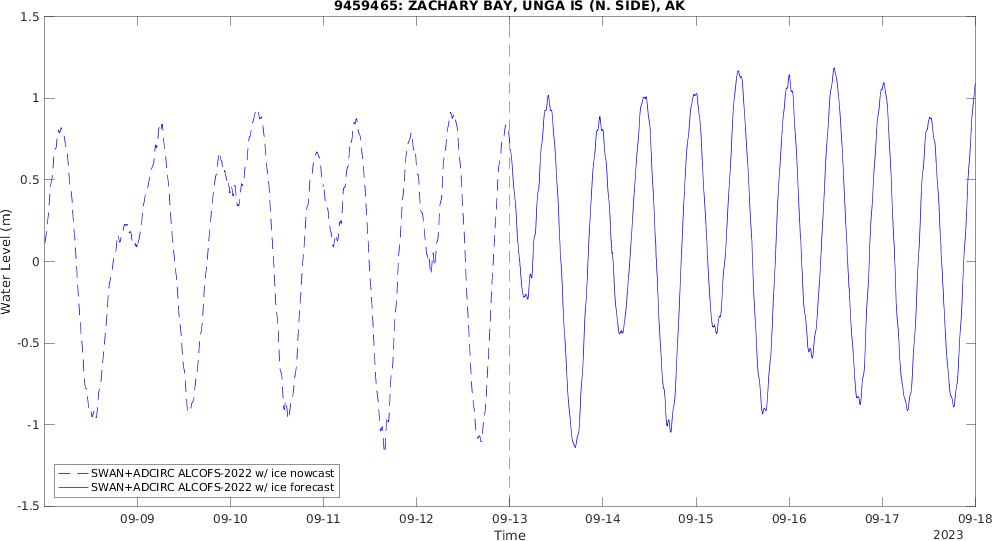 9459465: ZACHARY BAY, UNGA IS (N. SIDE), AK
Water Level (m)
1.5
1
0.5
0
-0.5
-1
-1.5
SWAN+ADCIRC ALCOFS-2022 w/ ice nowcast
SWAN+ADCIRC ALCOFS-2022 w/ ice forecast
09-09 09-10 09-11 09-12 09-13 09-14 09-15 09-16 09-17 09-18
Time
2023